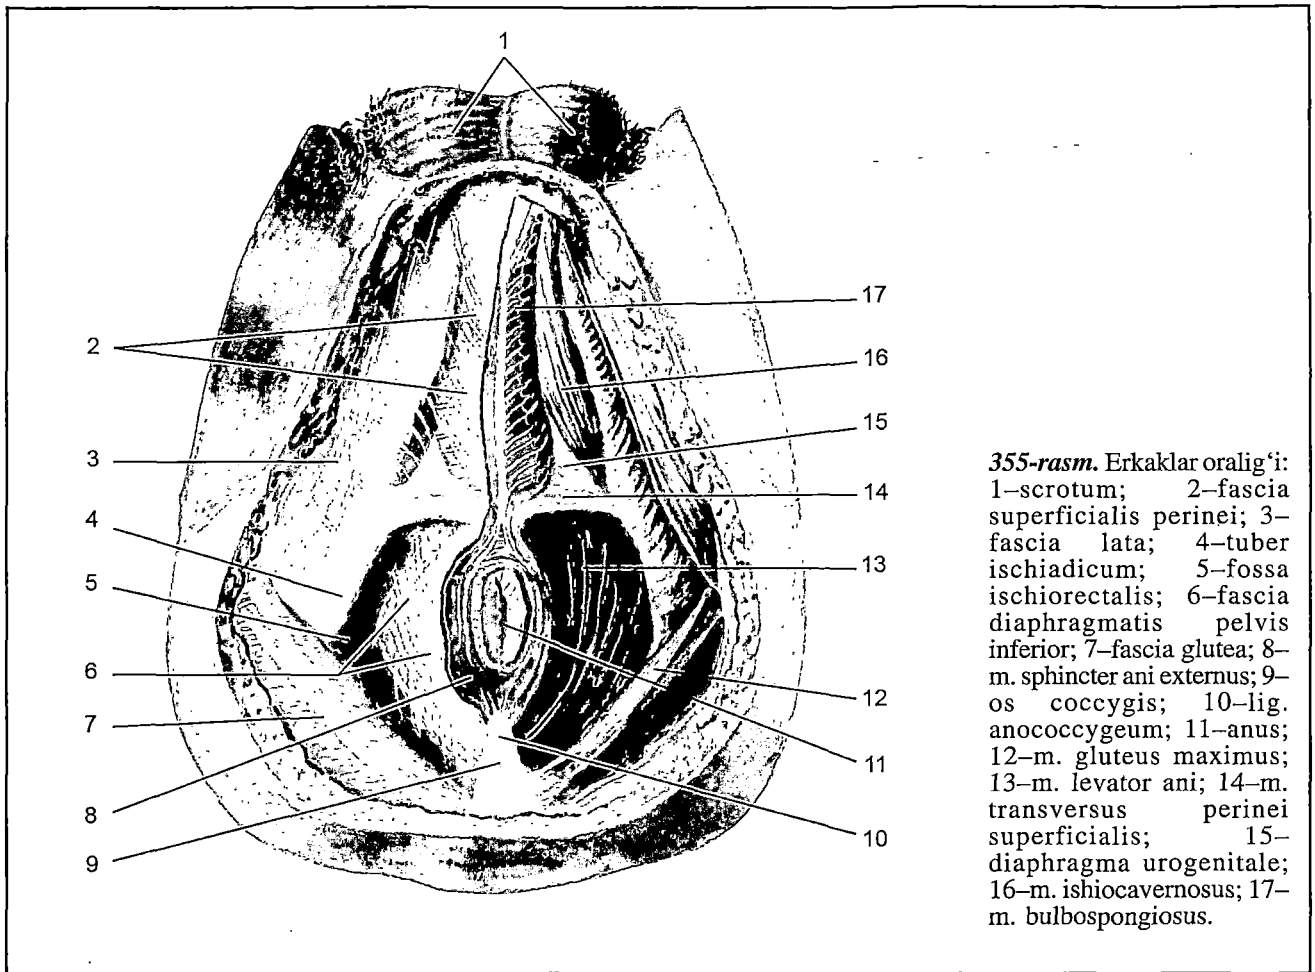 1
2
3
4
5
6
7
8
9
17
16
15
14
13
12
11
10
355-rasm. Erkaklar oralig‘i:
1–scrotum; 2–fascia
superficialis perinei; 3–
fascia lata; 4–tuber
ischiadicum; 5–fossa
ischiorectalis; 6–fascia
diaphragmatis pelvis
inferior; 7–fascia glutea; 8–
m. sphincter ani externus; 9–
os coccygis; 10–lig.
anococcygeum; 11–anus;
12–m. gluteus maximus;
13–m. levator ani; 14–m.
transversus perinei
superficialis; 15–
diaphragma urogenitale;
16–m. ishiocavernosus; 17–
m. bulbospongiosus.